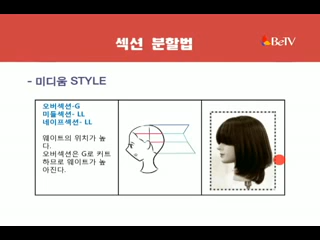 섹션 분할법
BeTV
- 미디움 STYLE
오버섹션-G
미들섹션- LL
네이프섹션- LL
웨이트의 위치가 높
다.
오버섹션은 G로 커트
하므로 웨이트가 높
아진다.